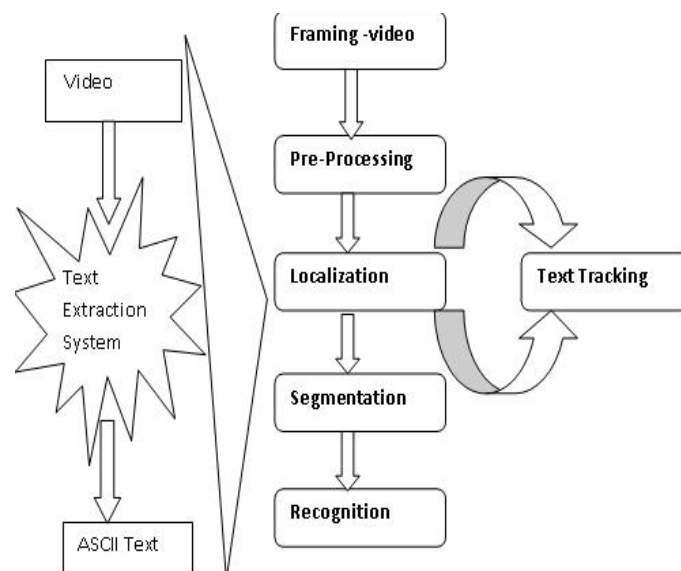 Video
Text
Extraction
System
ASCII Text
Framing -video
Pre-Processing
Localization
Text Tracking
Segmentation
Recognition